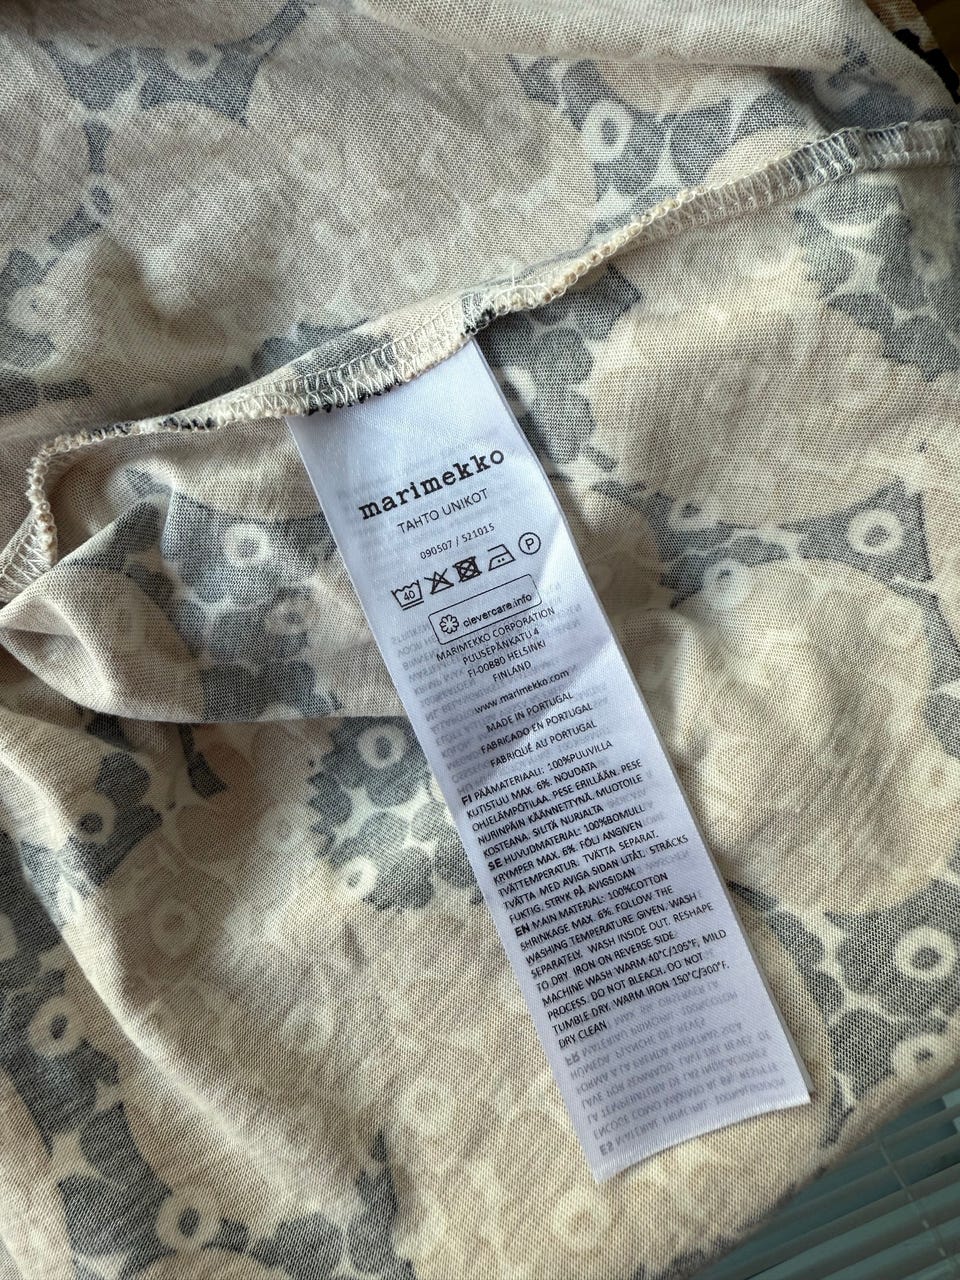 marimekko
TAHTO UNIKOT
090507 / 521015
40 P
clevercare.info
MARIMEKKO CORPORATION
PUUSEPÄNKATU 4
FI-00880 HELSINKI
FINLAND
www.marimekko.com
MADE IN PORTUGAL
FABRICADO EN PORTUGAL
FABRIQUÉ AU PORTUGAL
FI PÄÄMATERIAALI: 100%PUUVILLA
KUTISTUU MAX. 6%. NOUDATA
OHJELÄMPÖTILAA. PESE ERILLÄÄN. PESE
NURINPÄIN KÄÄNNETTYNÄ. MUOTOILE
KOSTEANA. SILITÄ NURJALTA
SE HUVUDMATERIAL: 100%BOMULL
KRYMPER MAX. 6%. FÖLJ ANGIVEN
TVÄTTEMPERATUR. TVÄTTA SEPARAT.
TVÄTTA MED AVIGA SIDAN UTÅT. STRÄCKS
FUKTIG. STRYK PÅ AVIGSIDAN
EN MAIN MATERIAL: 100%COTTON
SHRINKAGE MAX. 6%. FOLLOW THE
WASHING TEMPERATURE GIVEN. WASH
SEPARATELY. WASH INSIDE OUT. RESHAPE
TO DRY. IRON ON REVERSE SIDE.
MACHINE WASH WARM 40°C/105°F, MILD
PROCESS. DO NOT BLEACH. DO NOT
TUMBLE DRY. WARM IRON 150°C/300°F.
DRY CLEAN